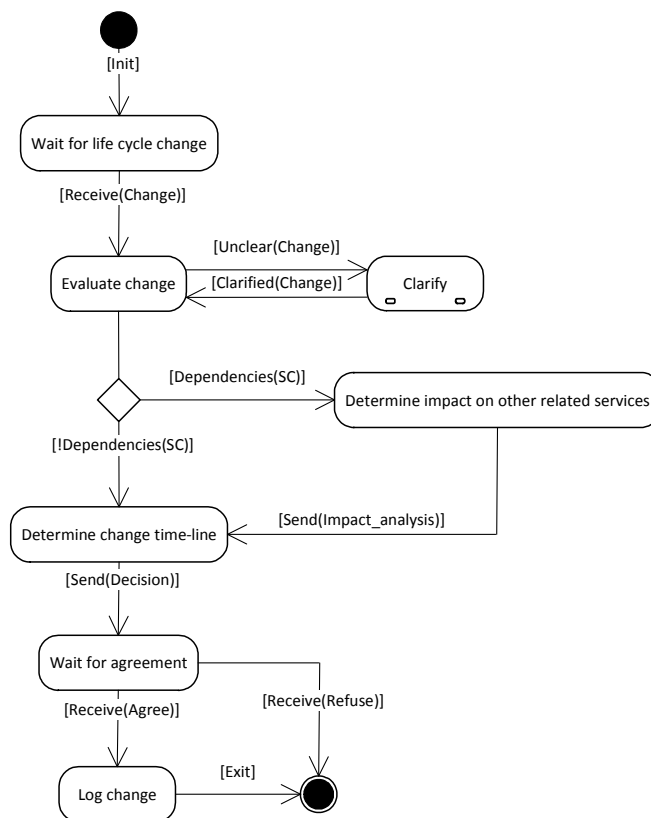 [Init]
Wait for life cycle change
[Receive(Change)]
[Unclear(Change)]
Evaluate change
[Clarified(Change)]
Clarify
[Dependencies(SC)]
Determine impact on other related services
[!Dependencies(SC)]
Determine change time-line
[Send(Impact_analysis)]
[Send(Decision)]
Wait for agreement
[Receive(Agree)]
[Receive(Refuse)]
[Exit]
Log change